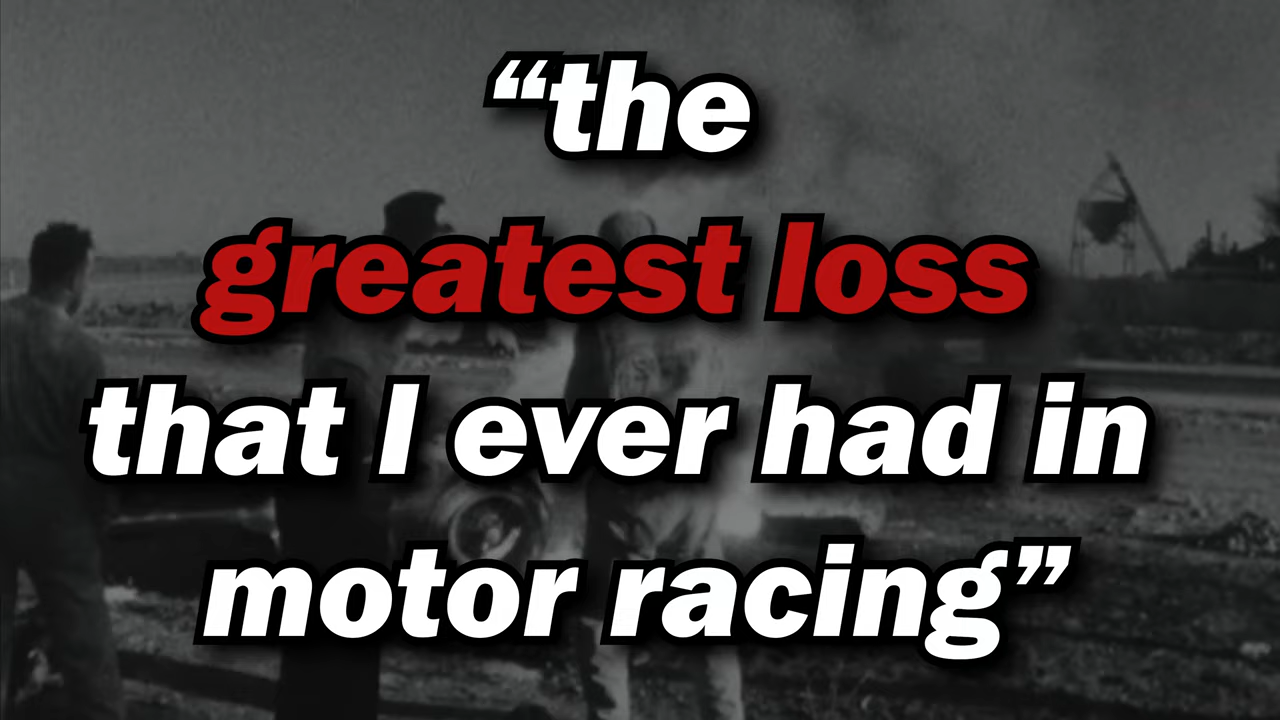 “the
greatest loss
that I ever had in
motor racing”